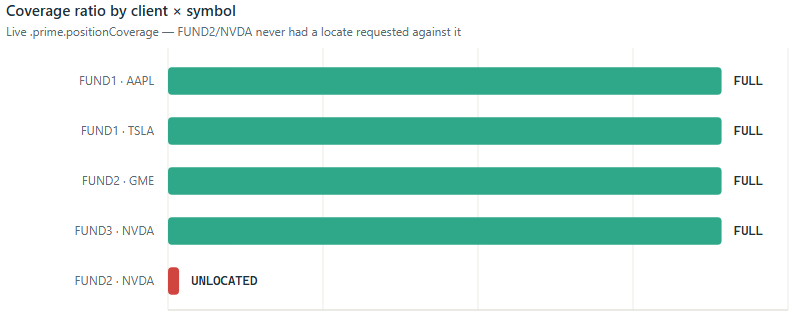 Coverage ratio by client × symbol
Live .prime.positionCoverage — FUND2/NVDA never had a locate requested against it
FUND1 · AAPL FULL
FUND1 · TSLA FULL
FUND2 · GME FULL
FUND3 · NVDA FULL
FUND2 · NVDA UNLOCATED